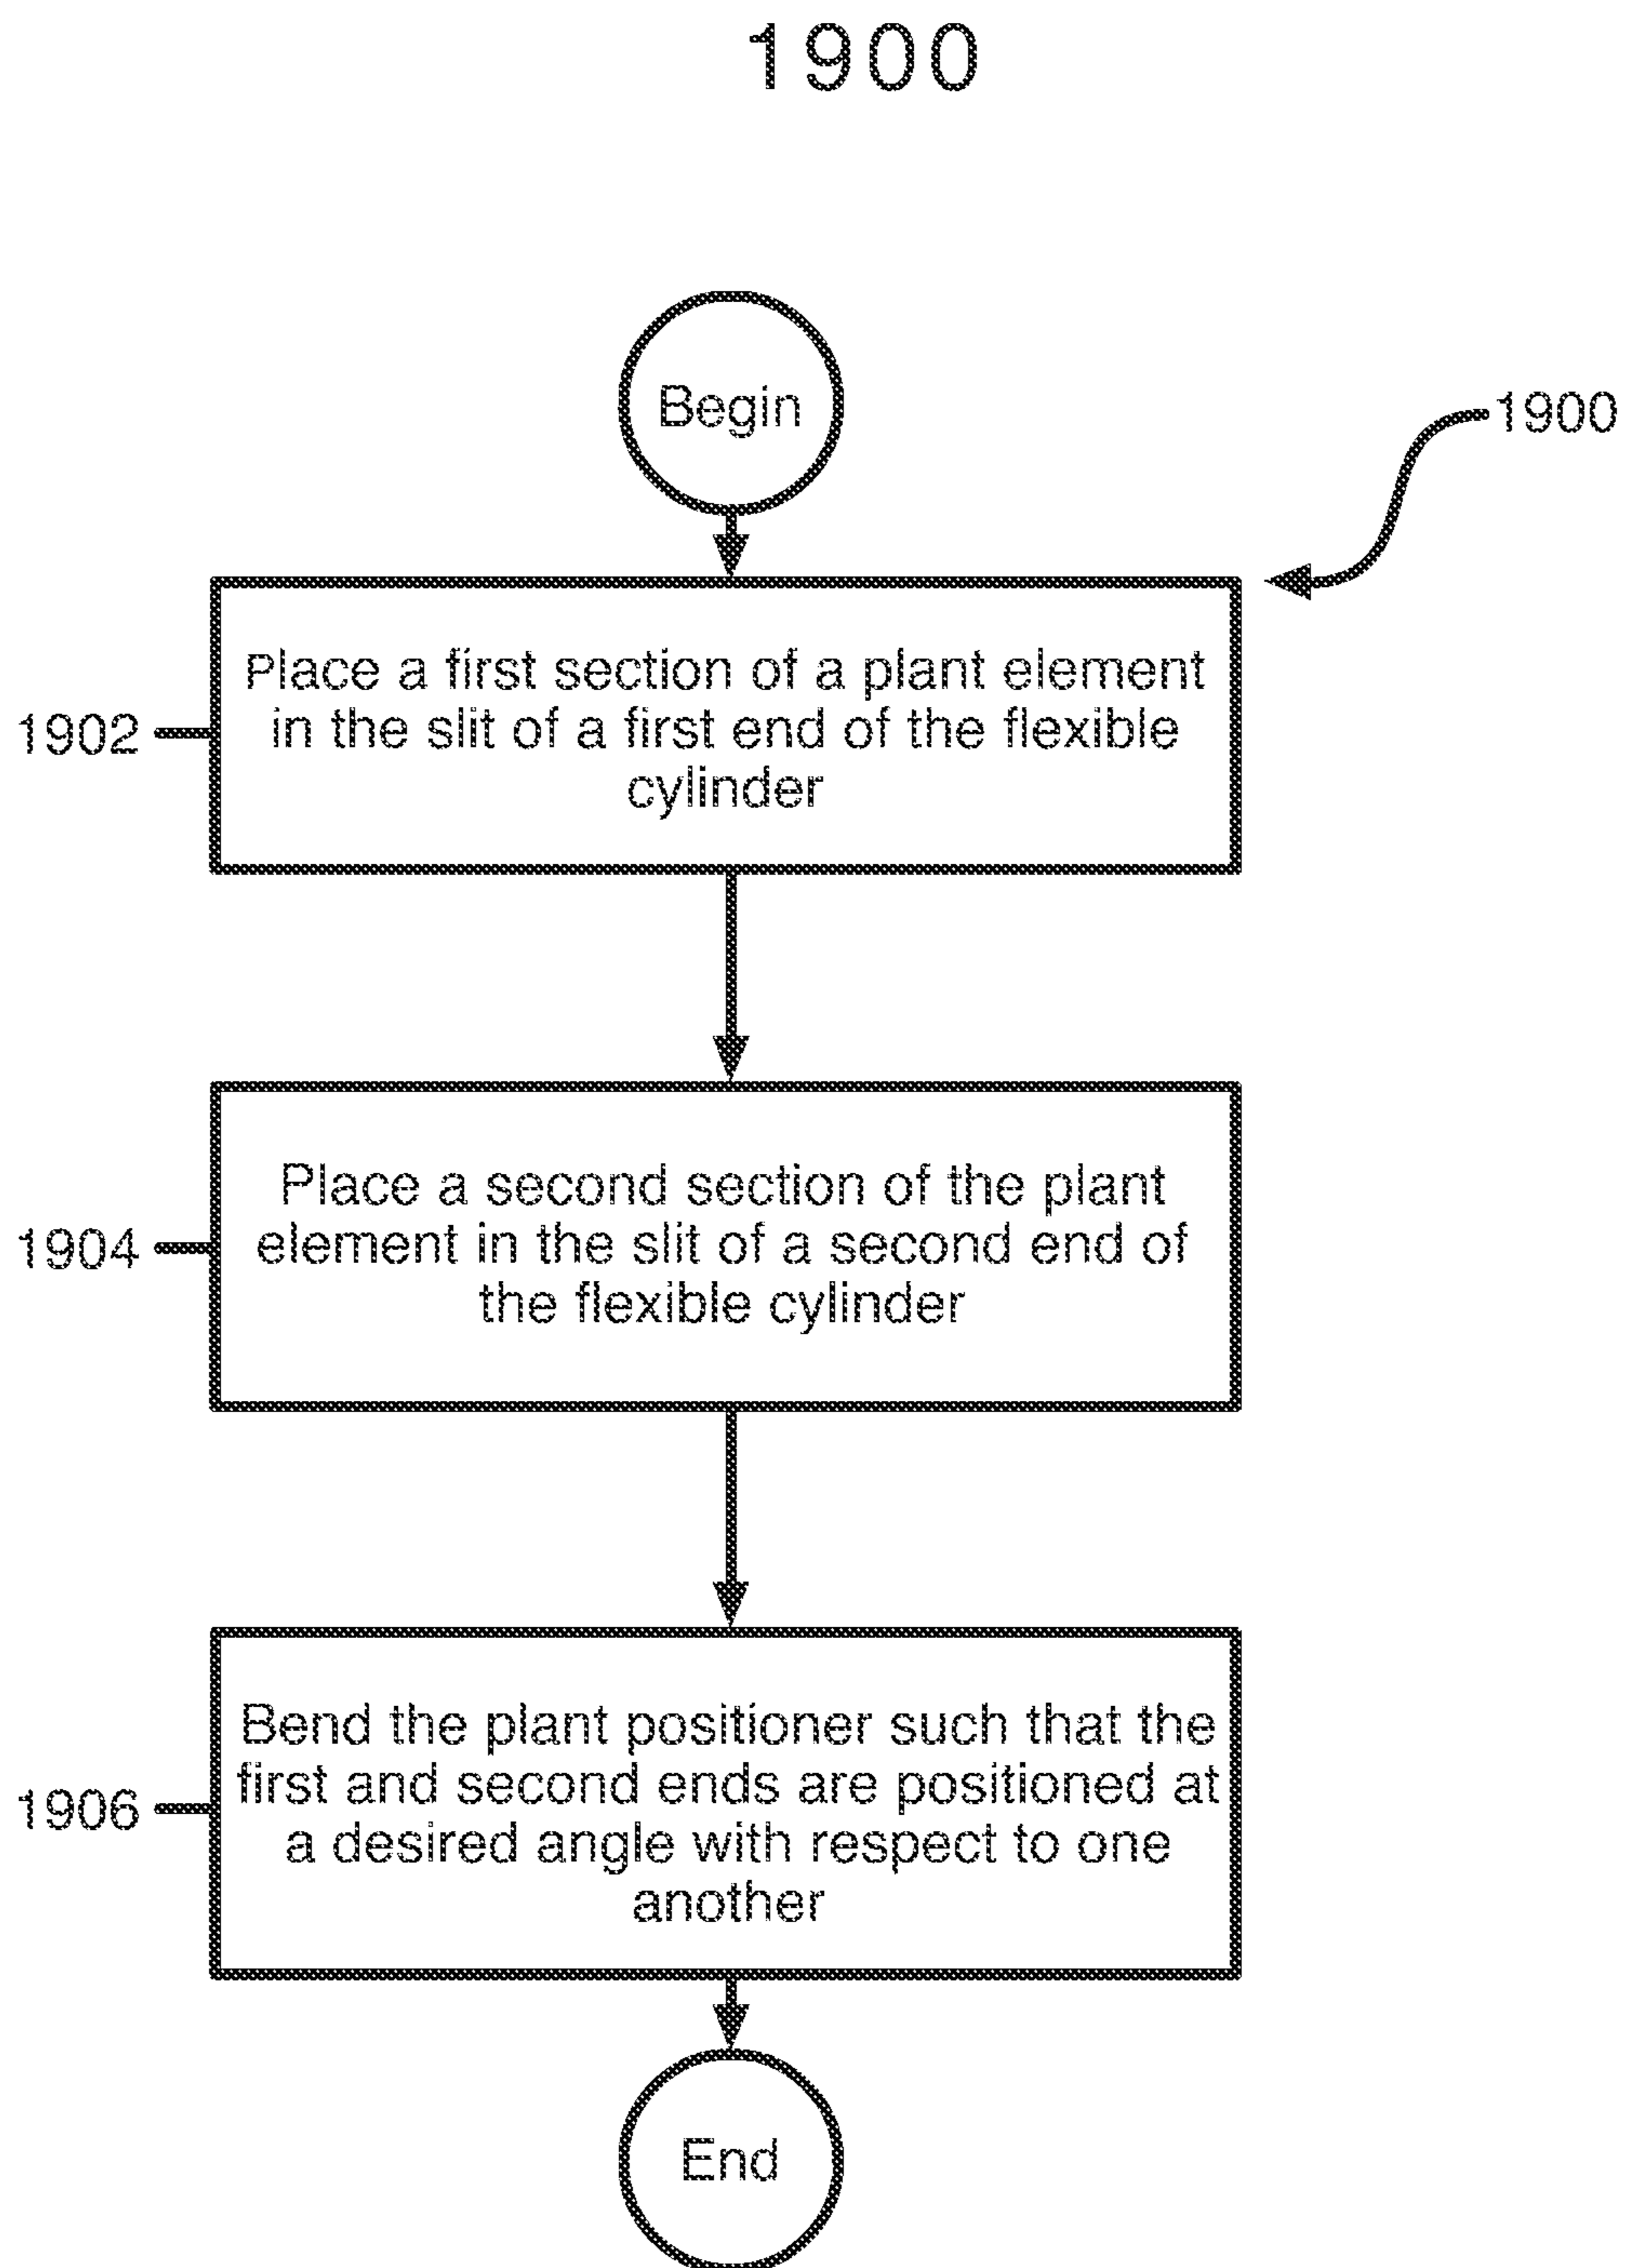 1900
Begin
1900
Place a first section of a plant element
in the slit of a first end of the flexible
cylinder
1902
Place a second section of the plant
element in the slit of a second end of
the flexible cylinder
1904
Bend the plant positioner such that the
first and second ends are positioned at
a desired angle with respect to one
another
1906
End